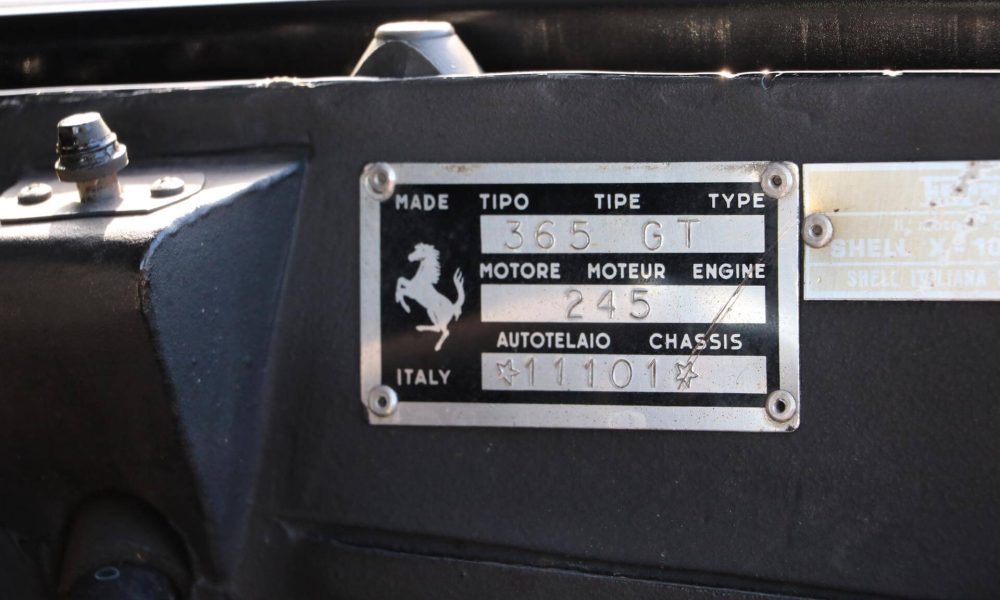 MADE TIPO TIPE TYPE
365 GT
MOTORE MOTEUR ENGINE
245
AUTOTELAIO CHASSIS
ITALY ☆11101☆
SHELL X-
SHELL ITALIANA